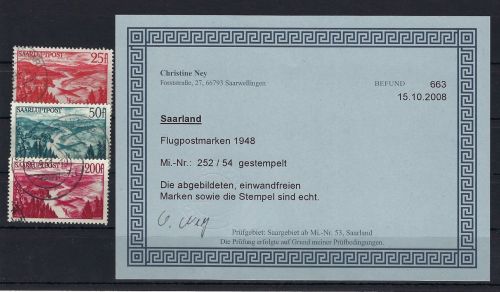 25F
SAARLUFTPOST
50F
SAARLUFTPOST
200F
SAARLUFTPOST
Christine Ney
Forststraße, 27, 66793 Saarwellingen
BEFUND 663
15.10.2008
Saarland
Flugpostmarken 1948
Mi.-Nr.: 252 / 54 gestempelt
Die abgebildeten, einwandfreien
Marken sowie die Stempel sind echt.
C. Ney
Prüfgebiet: Saargebiet ab Mi.-Nr. 53, Saarland
Die Prüfung erfolgte auf Grund meiner Prüfbedingungen.